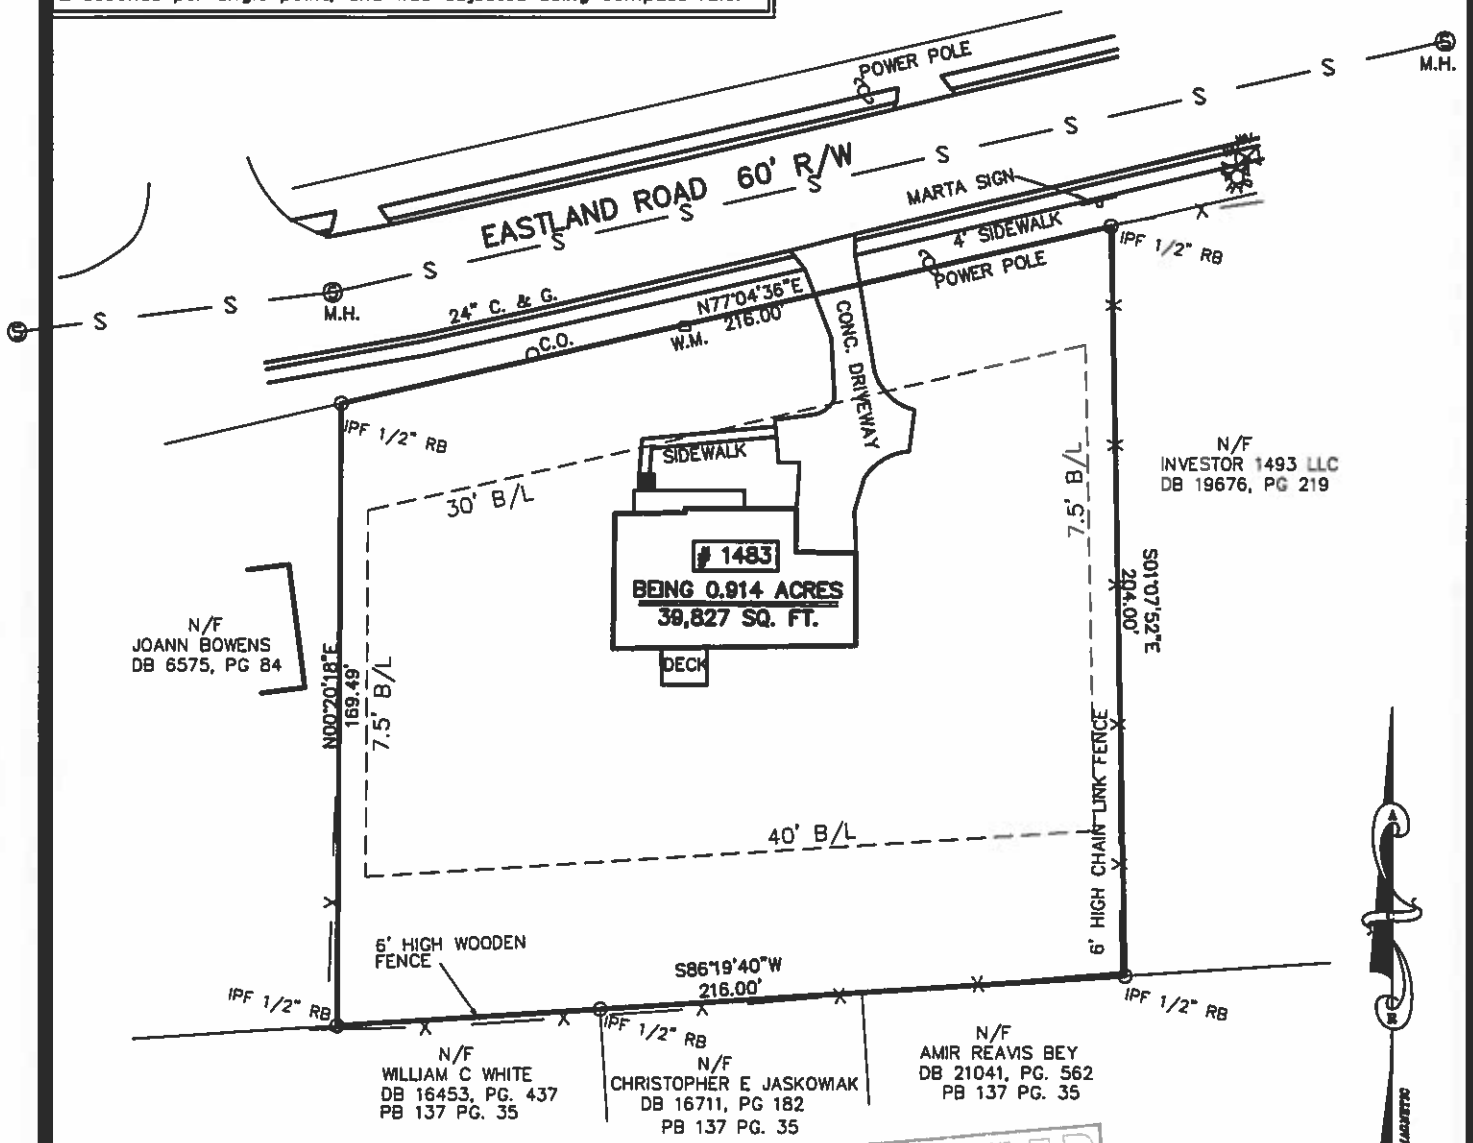 POWER POLE
M.H.
S S S S S S S S S S S
EASTLAND ROAD 60' R/W
MARTA SIGN
4' SIDEWALK
IPF 1/2" RB
POWER POLE
M.H.
24" C. & G.
N77°04'36"E
216.00'
C.O.
W.M.
CONC. DRIVEWAY
IPF 1/2" RB
SIDEWALK
30' B/L
7.5' B/L
N/F
INVESTOR 1493 LLC
DB 19676, PG 219
# 1483
BEING 0.914 ACRES
39,827 SQ. FT.
DECK
S01°07'52"E
204.00'
N/F
JOANN BOWENS
DB 6575, PG 84
N00°20'18"E
169.49'
7.5' B/L
40' B/L
6' HIGH CHAIN LINK FENCE
6' HIGH WOODEN
FENCE
S86°19'40"W
216.00'
IPF 1/2" RB
IPF 1/2" RB
IPF 1/2" RB
N/F
WILLIAM C WHITE
DB 16453, PG. 437
PB 137 PG. 35
N/F
CHRISTOPHER E JASKOWIAK
DB 16711, PG 182
PB 137 PG. 35
N/F
AMIR REAVIS BEY
DB 21041, PG. 562
PB 137 PG. 35